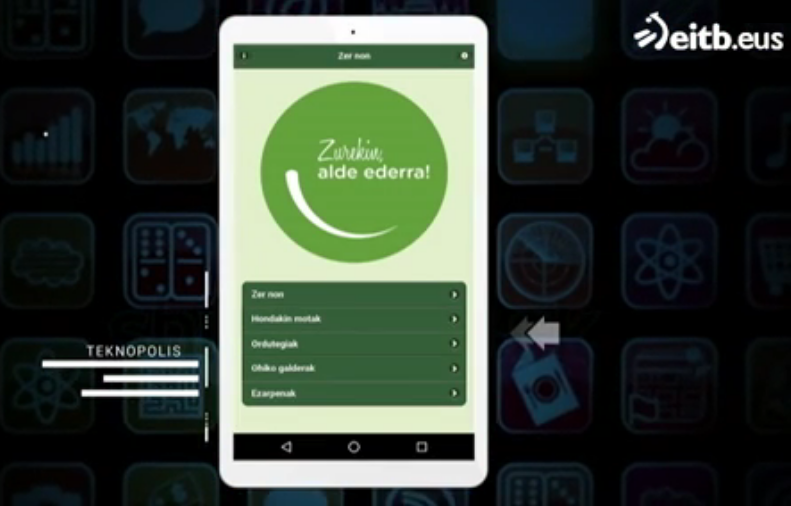 eitb.eus
Zer non
Zurekin,
alde ederra!
Zer non
Hondakin motak
Ordutegiak
Ohiko galderak
Ezarpenak
TEKNOPOLIS